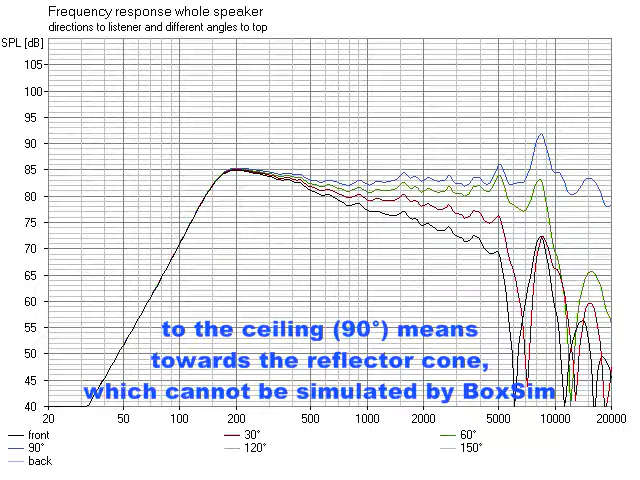 Frequency response whole speaker
directions to listener and different angles to top
SPL [dB]
105
100
95
90
85
80
75
70
65
60
55
50
45
40
to the ceiling (90°) means
towards the reflector cone,
which cannot be simulated by BoxSim
20 50 100 200 500 1000 2000 5000 10000 20000
front 30° 60°
90° 120° 150°
back